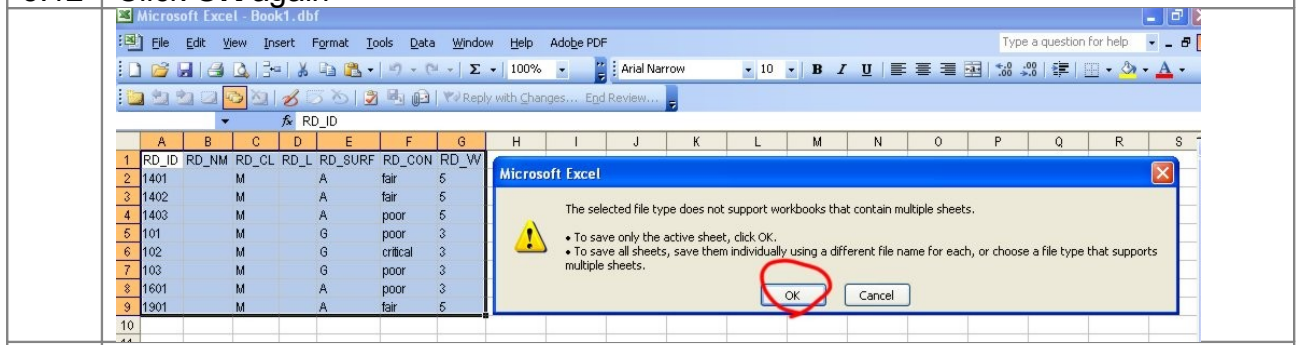 Microsoft Excel - Book1.dbf
File Edit View Insert Format Tools Data Window Help Adobe PDF Type a question for help
100% Arial Narrow 10 B I U
Reply with Changes... End Review...
fx RD_ID
A B C D E F G H I J K L M N O P Q R S
1 RD_ID RD_NM RD_CL RD_L RD_SURF RD_CON RD_W
2 1401 M A fair 5
3 1402 M A fair 5
4 1403 M A poor 5
5 101 M G poor 3
6 102 M G critical 3
7 103 M G poor 3
8 1601 M A poor 3
9 1901 M A fair 5
10
Microsoft Excel
The selected file type does not support workbooks that contain multiple sheets.
• To save only the active sheet, click OK.
• To save all sheets, save them individually using a different file name for each, or choose a file type that supports
multiple sheets.
OK Cancel